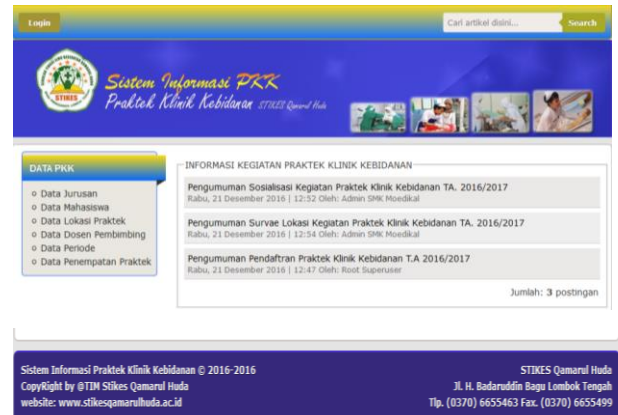 Login
Cari artikel disini...
Search
STIKES
Sistem Informasi PKK
Praktek Klinik Kebidanan STIKES Qamarul Huda
DATA PKK
Data Jurusan
Data Mahasiswa
Data Lokasi Praktek
Data Dosen Pembimbing
Data Periode
Data Penempatan Praktek
INFORMASI KEGIATAN PRAKTEK KLINIK KEBIDANAN
Pengumuman Sosialisasi Kegiatan Praktek Klinik Kebidanan TA. 2016/2017
Rabu, 21 Desember 2016 | 12:52 Oleh: Admin SMK Moedikal
Pengumuman Survae Lokasi Kegiatan Praktek Klinik Kebidanan TA. 2016/2017
Rabu, 21 Desember 2016 | 12:54 Oleh: Admin SMK Moedikal
Pengumuman Pendaftran Praktek Klinik Kebidanan T.A 2016/2017
Rabu, 21 Desember 2016 | 12:47 Oleh: Root Superuser
Jumlah: 3 postingan
Sistem Informasi Praktek Klinik Kebidanan © 2016-2016
CopyRight by @TIM Stikes Qamarul Huda
website: www.stikesqamarulhuda.ac.id
STIKES Qamarul Huda
Jl. H. Badaruddin Bagu Lombok Tengah
Tlp. (0370) 6655463 Fax. (0370) 6655499